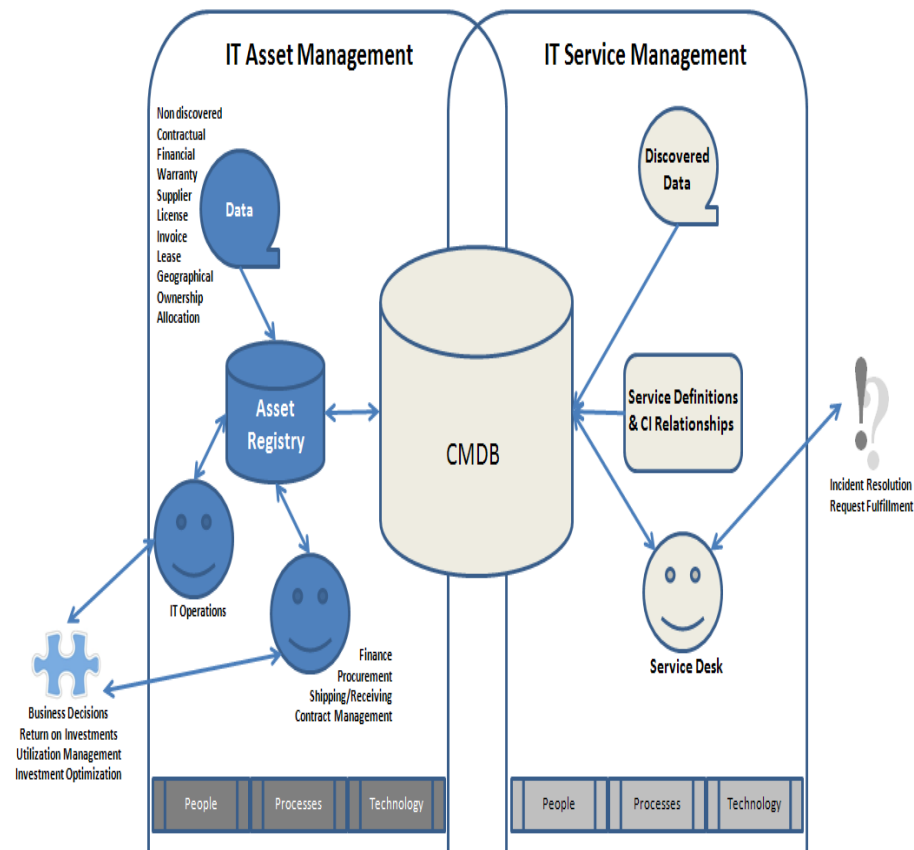 IT Asset Management
IT Service Management
Non discovered
Contractual
Financial
Warranty
Supplier
License
Invoice
Lease
Geographical
Ownership
Allocation
Data
Discovered
Data
Asset
Registry
CMDB
Service Definitions
& CI Relationships
Incident Resolution
Request Fulfillment
IT Operations
Finance
Procurement
Shipping/Receiving
Contract Management
Service Desk
Business Decisions
Return on Investments
Utilization Management
Investment Optimization
People
Processes
Technology
People
Processes
Technology